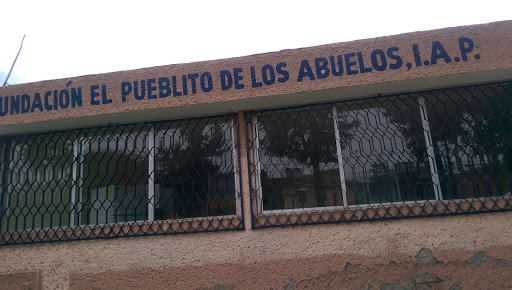 UNDACIÓN EL PUEBLITO DE LOS ABUELOS, I.A.P.